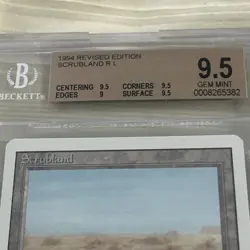 1994 REVISED EDITION
SCRUBLAND R L
CENTERING 9.5 CORNERS 9.5
EDGES 9 SURFACE 9.5
9.5
GEM MINT
0008265382
B
BECKETT
Scrubland